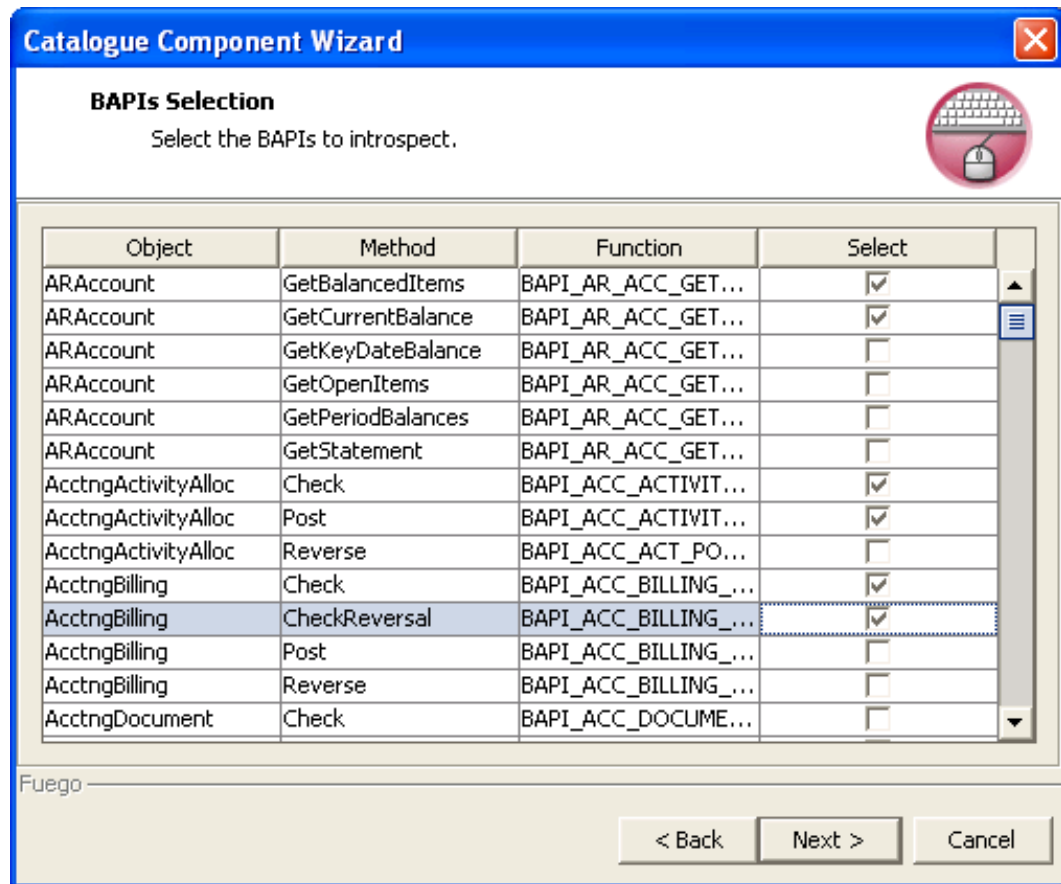 Catalogue Component Wizard
BAPIs Selection
Select the BAPIs to introspect.
Object Method Function Select
ARAccount GetBalancedItems BAPI_AR_ACC_GET...
ARAccount GetCurrentBalance BAPI_AR_ACC_GET...
ARAccount GetKeyDateBalance BAPI_AR_ACC_GET...
ARAccount GetOpenItems BAPI_AR_ACC_GET...
ARAccount GetPeriodBalances BAPI_AR_ACC_GET...
ARAccount GetStatement BAPI_AR_ACC_GET...
AcctngActivityAlloc Check BAPI_ACC_ACTIVIT...
AcctngActivityAlloc Post BAPI_ACC_ACTIVIT...
AcctngActivityAlloc Reverse BAPI_ACC_ACT_PO...
AcctngBilling Check BAPI_ACC_BILLING_...
AcctngBilling CheckReversal BAPI_ACC_BILLING_...
AcctngBilling Post BAPI_ACC_BILLING_...
AcctngBilling Reverse BAPI_ACC_BILLING_...
AcctngDocument Check BAPI_ACC_DOCUME...
Fuego
< Back Next > Cancel